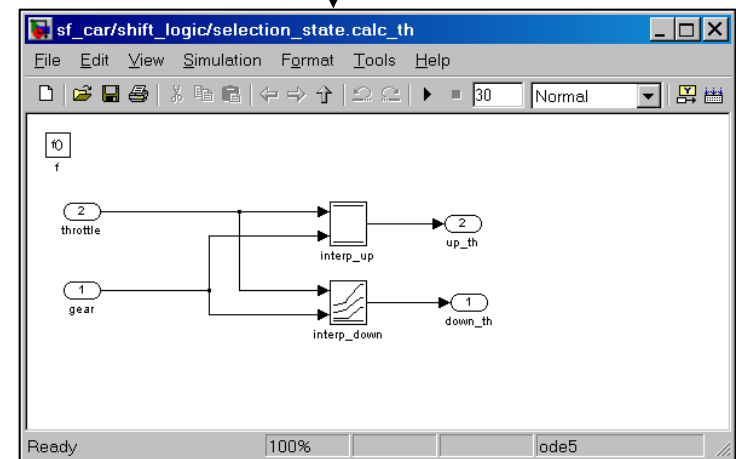 sf_car/shift_logic/selection_state.calc_th
File Edit View Simulation Format Tools Help
30 Normal
f()
f
2
throttle
interp_up
2
up_th
1
gear
interp_down
1
down_th
Ready 100% ode5